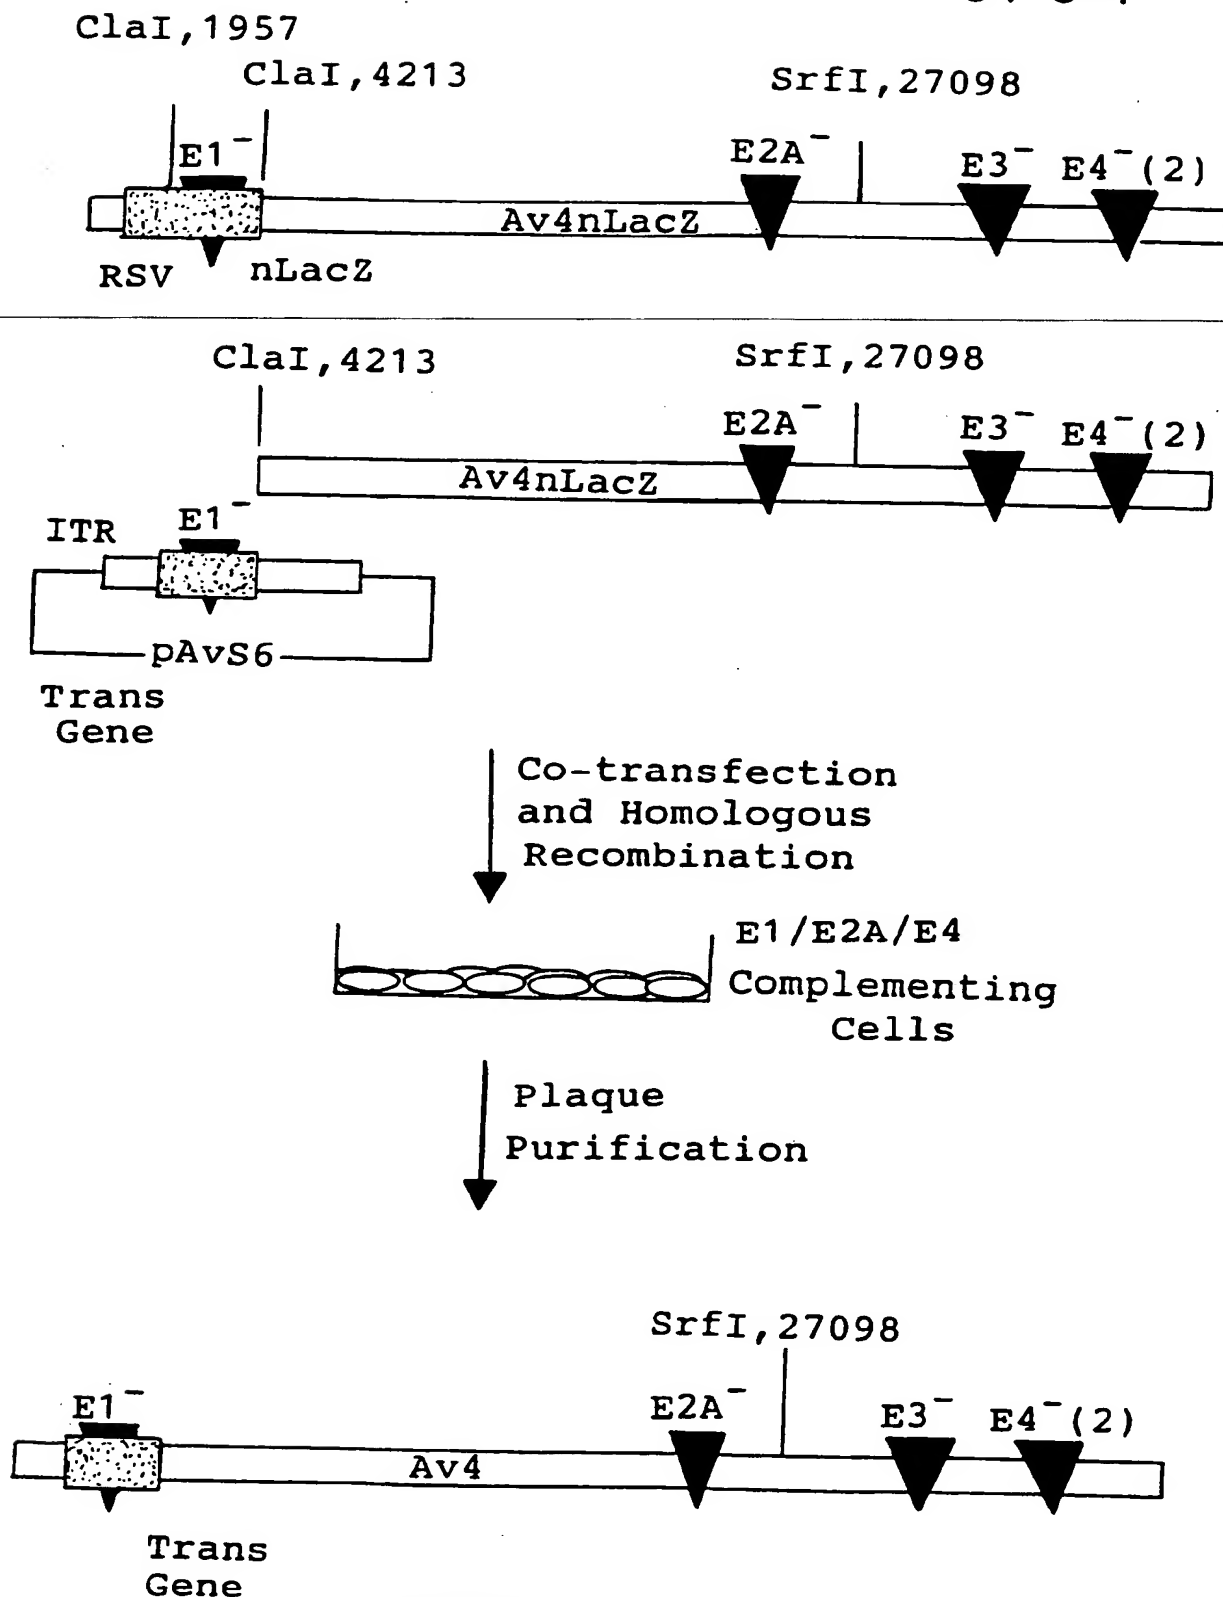 ClaI,1957
ClaI,4213
SrfI,27098
E1⁻
E2A⁻
E3⁻
E4⁻(2)
Av4nLacZ
RSV
nLacZ
ClaI,4213
SrfI,27098
E2A⁻
E3⁻
E4⁻(2)
Av4nLacZ
ITR
E1⁻
pAvS6
Trans
Gene
Co-transfection
and Homologous
Recombination
E1/E2A/E4
Complementing
Cells
Plaque
Purification
SrfI,27098
E1⁻
E2A⁻
E3⁻
E4⁻(2)
Av4
Trans
Gene